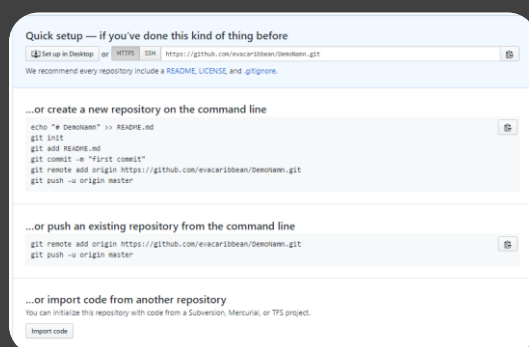 Quick setup — if you've done this kind of thing before
Set up in Desktop or HTTPS SSH https://github.com/evacaribbean/DemoNamn.git
We recommend every repository include a README, LICENSE, and .gitignore.
...or create a new repository on the command line
echo "# DemoNamn" >> README.md
git init
git add README.md
git commit -m "first commit"
git remote add origin https://github.com/evacaribbean/DemoNamn.git
git push -u origin master
...or push an existing repository from the command line
git remote add origin https://github.com/evacaribbean/DemoNamn.git
git push -u origin master
...or import code from another repository
You can initialize this repository with code from a Subversion, Mercurial, or TFS project.
Import code